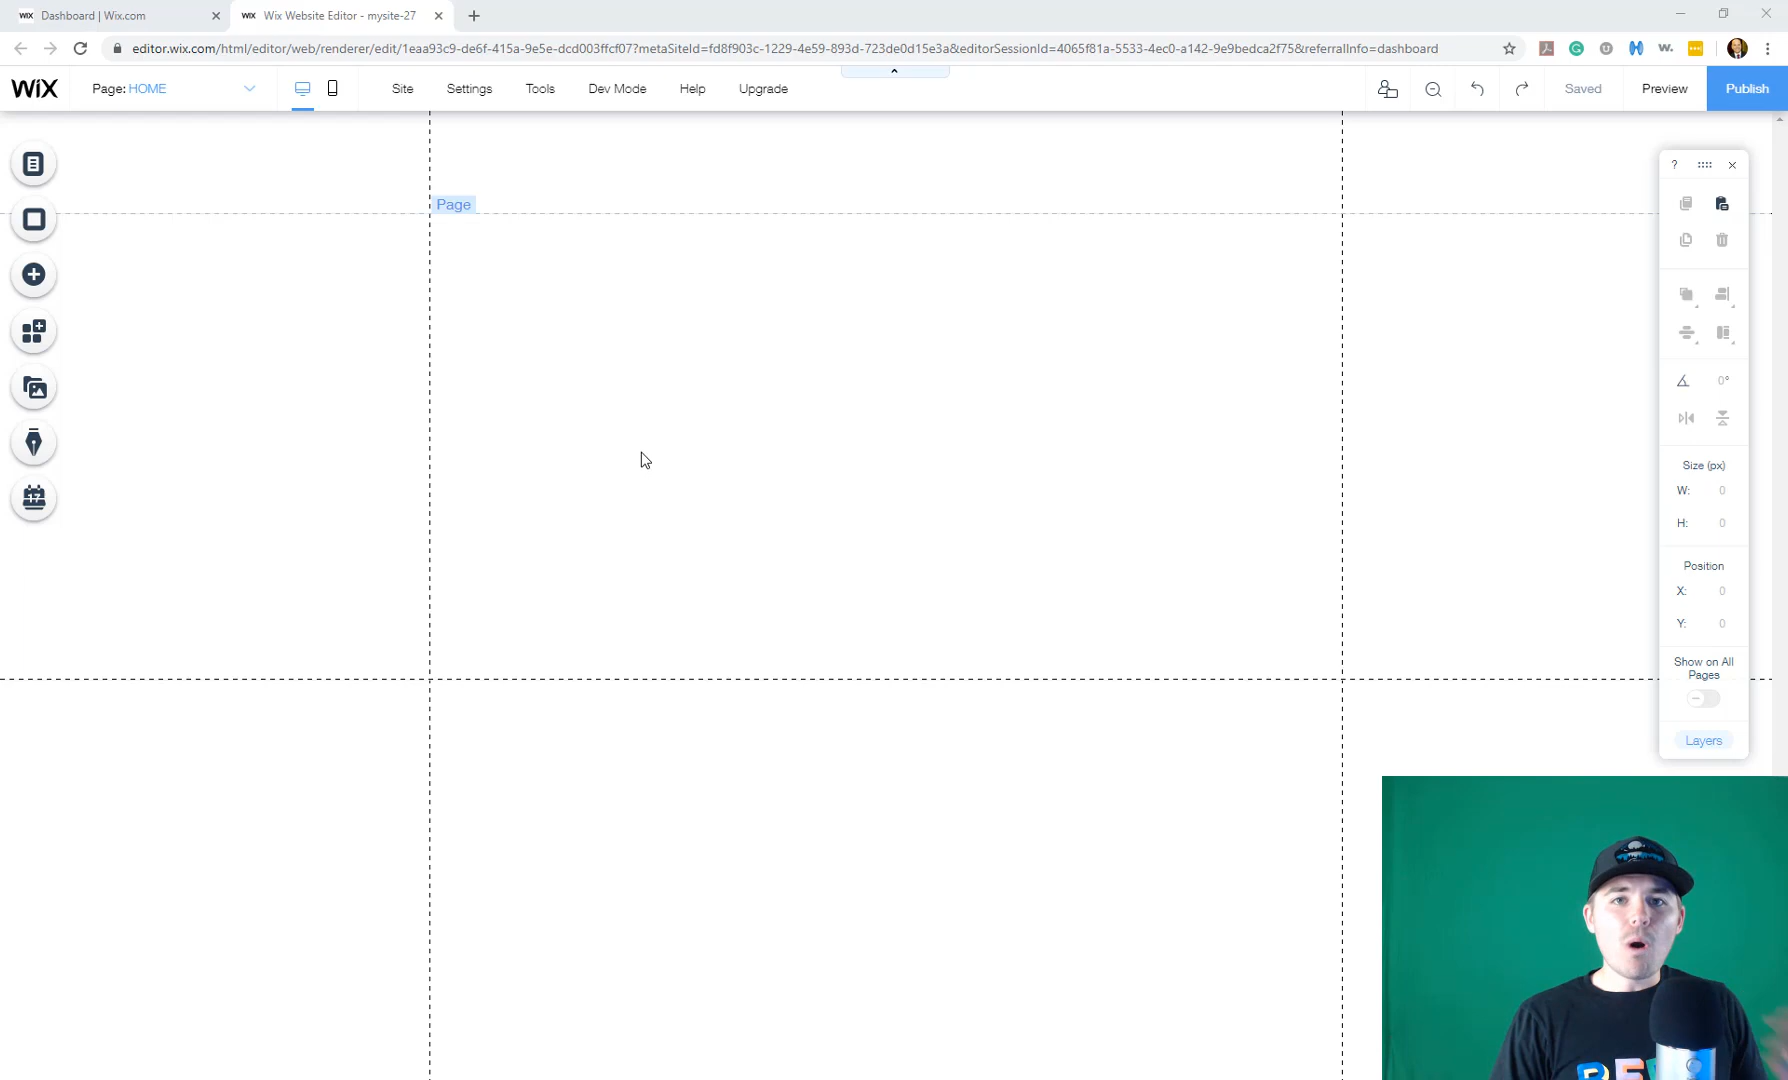 WIX Dashboard | Wix.com
WIX Wix Website Editor - mysite-27
editor.wix.com/html/editor/web/renderer/edit/1eaa93c9-de6f-415a-9e5e-dcd003ffcf07?metaSiteId=fd8f903c-1229-4e59-893d-723de0d15e3a&editorSessionId=4065f81a-5533-4ec0-a142-9e9bedca2f75&referralInfo=dashboard
WiX Page: HOME Site Settings Tools Dev Mode Help Upgrade Saved Preview Publish
Page
?
0°
Size (px)
W: 0
H: 0
Position
X: 0
Y: 0
Show on All
Pages
Layers
17